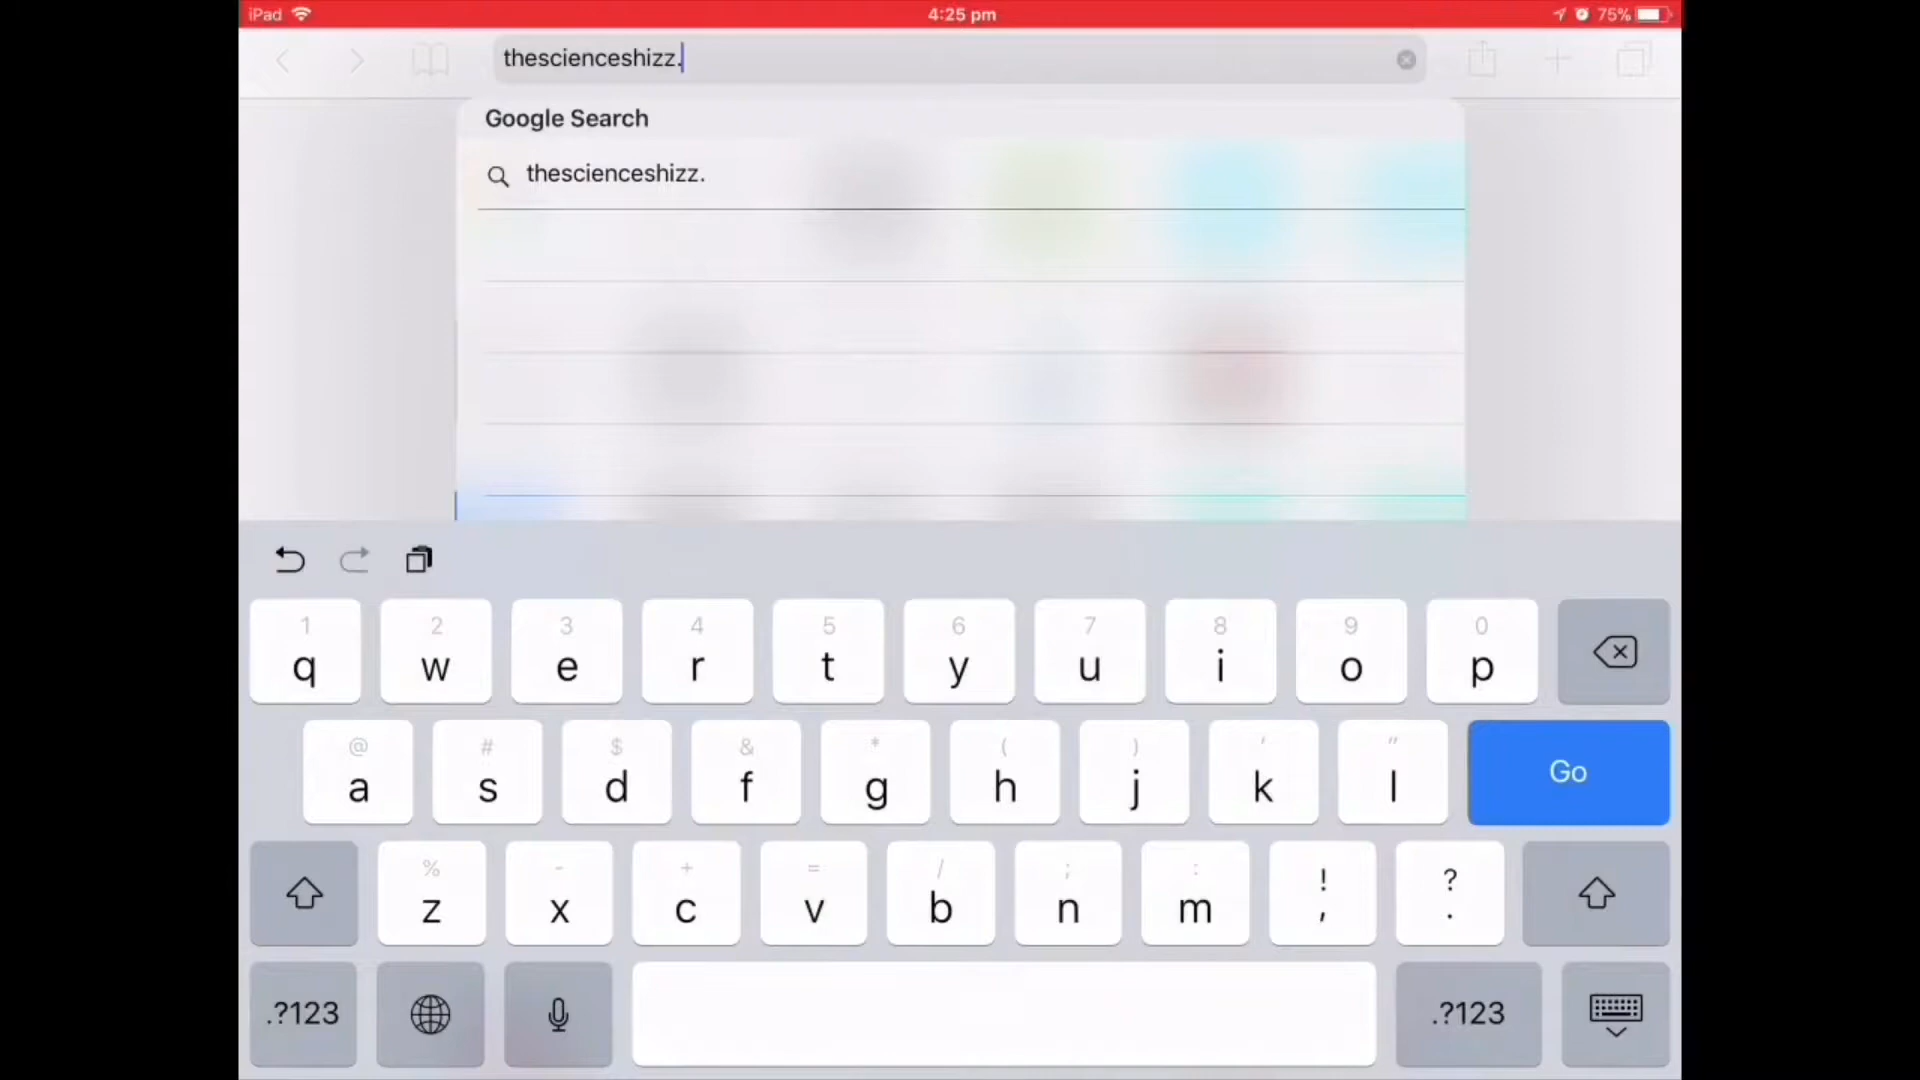 iPad 4:25 pm 75%
thescienceshizz.
Google Search
thescienceshizz.
1 2 3 4 5 6 7 8 9 0
q w e r t y u i o p
@ # $ & * ( ) ' "
a s d f g h j k l Go
% - + = / ; : ! ?
z x c v b n m , .
.?123 .?123